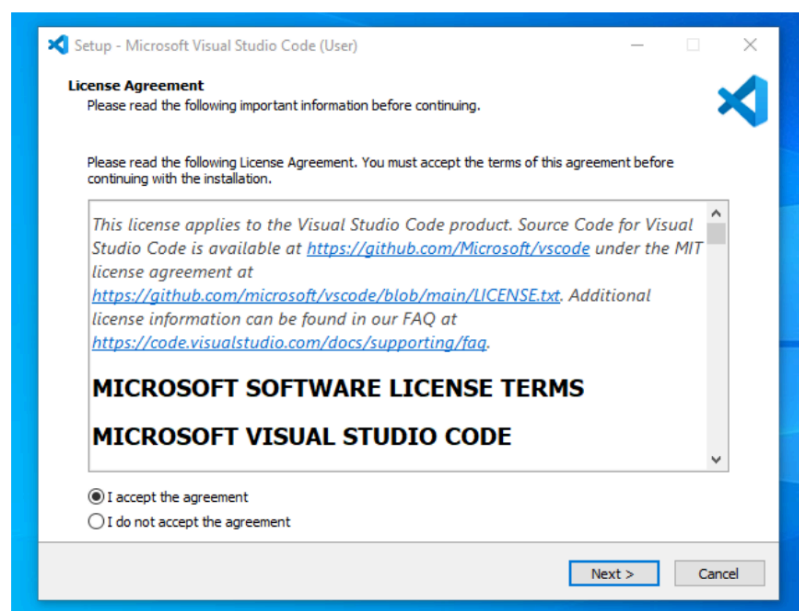 Setup - Microsoft Visual Studio Code (User)
License Agreement
Please read the following important information before continuing.
Please read the following License Agreement. You must accept the terms of this agreement before
continuing with the installation.
This license applies to the Visual Studio Code product. Source Code for Visual
Studio Code is available at https://github.com/Microsoft/vscode under the MIT
license agreement at
https://github.com/microsoft/vscode/blob/main/LICENSE.txt. Additional
license information can be found in our FAQ at
https://code.visualstudio.com/docs/supporting/faq.
MICROSOFT SOFTWARE LICENSE TERMS
MICROSOFT VISUAL STUDIO CODE
I accept the agreement
I do not accept the agreement
Next >
Cancel